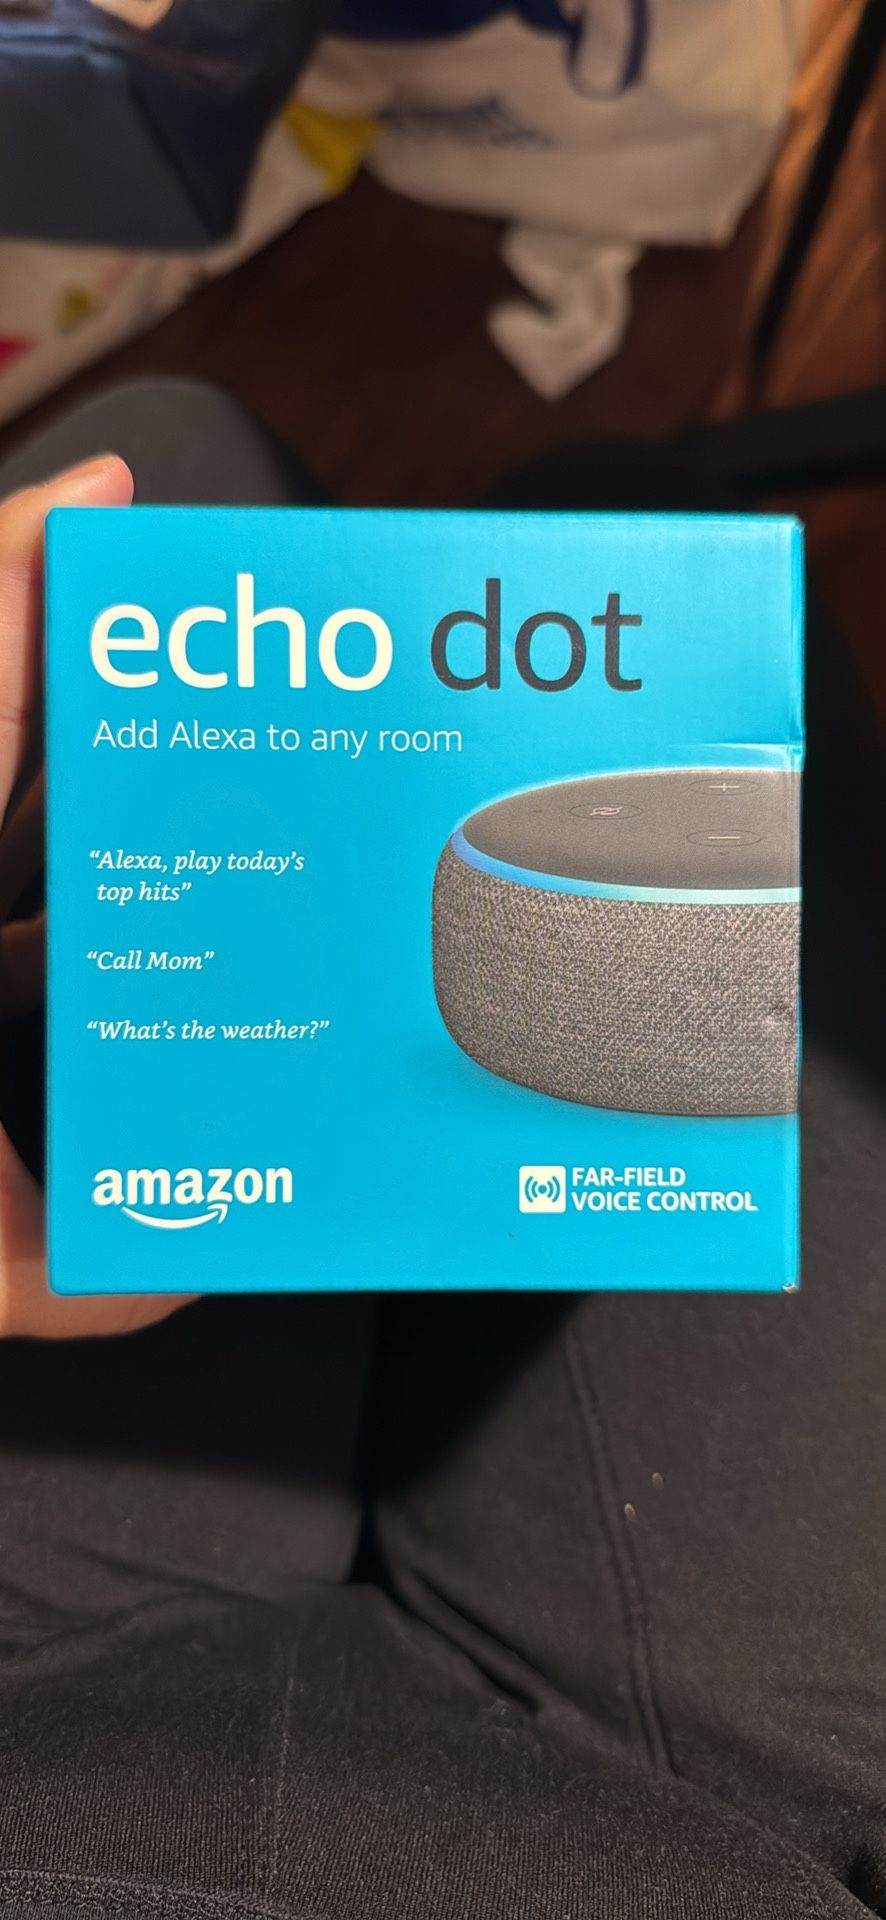 echo dot
Add Alexa to any room
“Alexa, play today’s
top hits”
“Call Mom”
“What’s the weather?”
amazon
FAR-FIELD
VOICE CONTROL